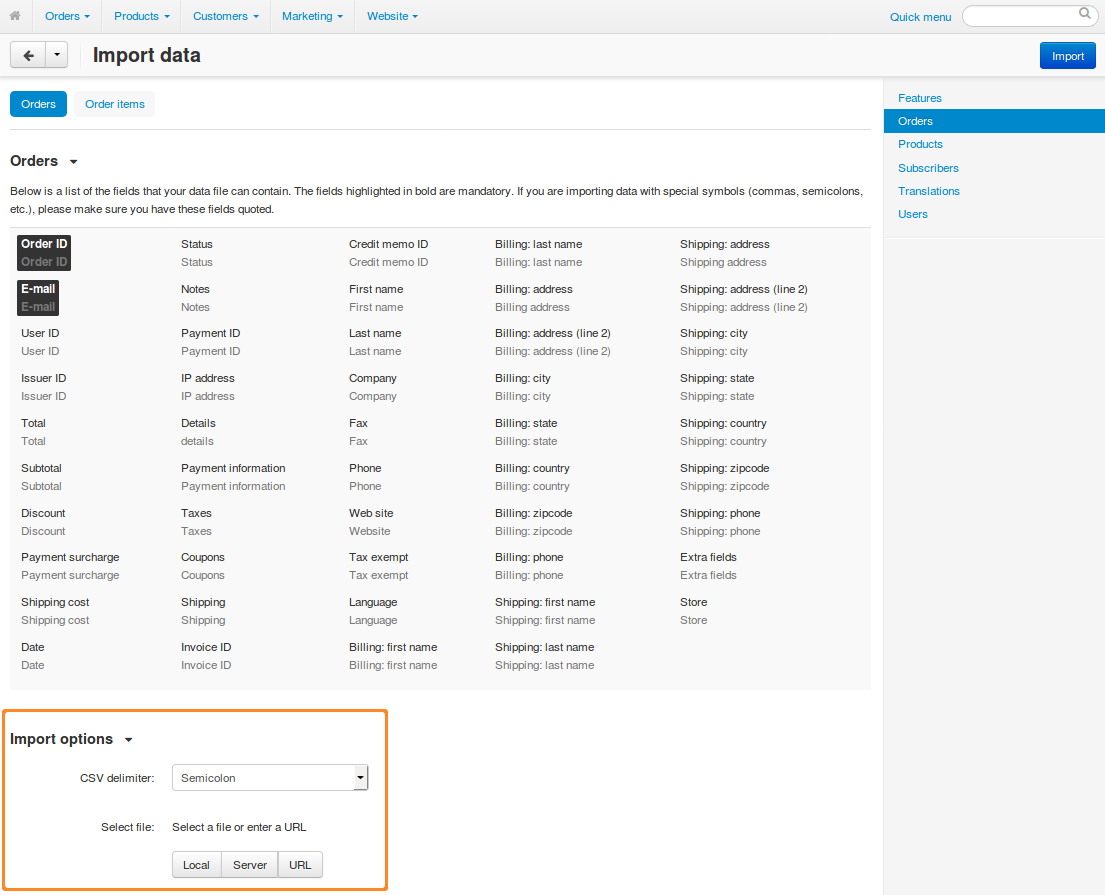 Orders Products Customers Marketing Website Quick menu
Import data Import
Orders Order items
Features
Orders
Products
Subscribers
Translations
Users
Orders
Below is a list of the fields that your data file can contain. The fields highlighted in bold are mandatory. If you are importing data with special symbols (commas, semicolons,
etc.), please make sure you have these fields quoted.
Order ID Status Credit memo ID Billing: last name Shipping: address
Order ID Status Credit memo ID Billing: last name Shipping address
E-mail Notes First name Billing: address Shipping: address (line 2)
E-mail Notes First name Billing address Shipping: address (line 2)
User ID Payment ID Last name Billing: address (line 2) Shipping: city
User ID Payment ID Last name Billing: address (line 2) Shipping: city
Issuer ID IP address Company Billing: city Shipping: state
Issuer ID IP address Company Billing: city Shipping: state
Total Details Fax Billing: state Shipping: country
Total details Fax Billing: state Shipping: country
Subtotal Payment information Phone Billing: country Shipping: zipcode
Subtotal Payment information Phone Billing: country Shipping: zipcode
Discount Taxes Web site Billing: zipcode Shipping: phone
Discount Taxes Website Billing: zipcode Shipping: phone
Payment surcharge Coupons Tax exempt Billing: phone Extra fields
Payment surcharge Coupons Tax exempt Billing: phone Extra fields
Shipping cost Shipping Language Shipping: first name Store
Shipping cost Shipping Language Shipping: first name Store
Date Invoice ID Billing: first name Shipping: last name
Date Invoice ID Billing: first name Shipping: last name
Import options
CSV delimiter: Semicolon
Select file: Select a file or enter a URL
Local Server URL